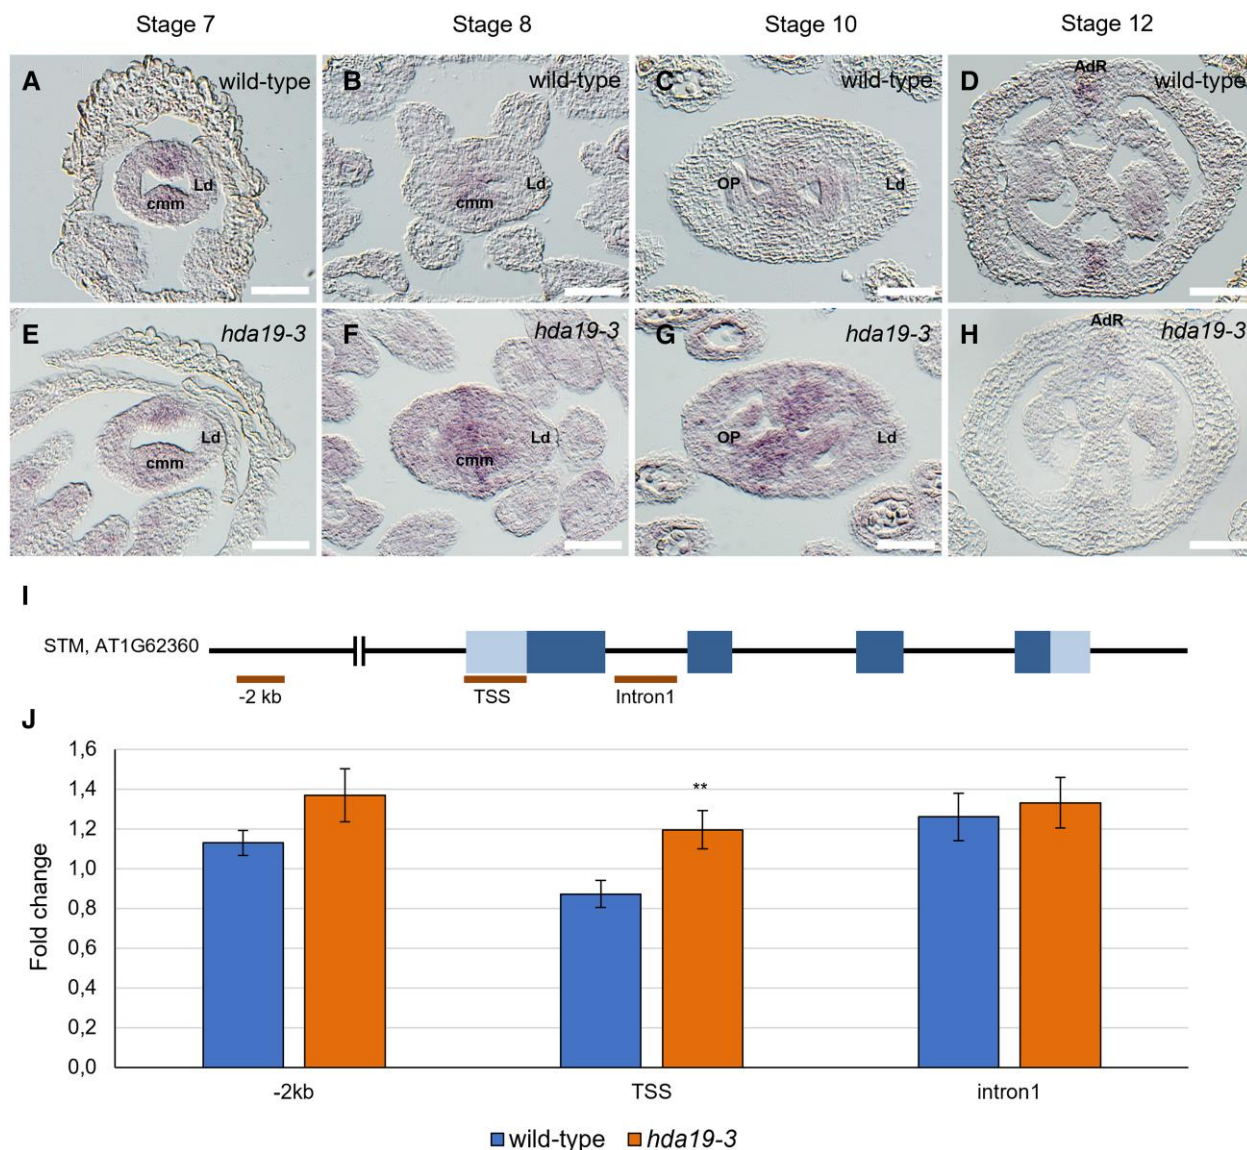 Stage 7
Stage 8
Stage 10
Stage 12
A
wild-type
Ld
cmm
B
wild-type
Ld
cmm
C
wild-type
OP
Ld
D
AdR
wild-type
E
hda19-3
Ld
cmm
F
hda19-3
Ld
cmm
G
hda19-3
OP
Ld
H
AdR
hda19-3
I
STM, AT1G62360
-2 kb
TSS
Intron1
J
Fold change
1,6
1,4
1,2
1,0
0,8
0,6
0,4
0,2
0,0
**
-2kb
TSS
intron1
wild-type
hda19-3